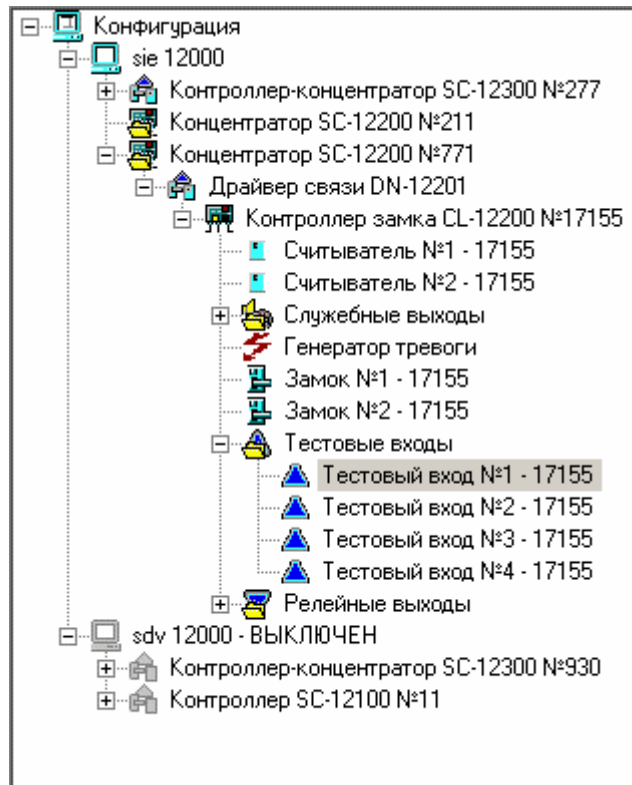 Конфигурация
sie 12000
Контроллер-концентратор SC-12300 №277
Концентратор SC-12200 №211
Концентратор SC-12200 №771
Драйвер связи DN-12201
Контроллер замка CL-12200 №17155
Считыватель №1 - 17155
Считыватель №2 - 17155
Служебные выходы
Генератор тревоги
Замок №1 - 17155
Замок №2 - 17155
Тестовые входы
Тестовый вход №1 - 17155
Тестовый вход №2 - 17155
Тестовый вход №3 - 17155
Тестовый вход №4 - 17155
Релейные выходы
sdv 12000 - ВЫКЛЮЧЕН
Контроллер-концентратор SC-12300 №930
Контроллер SC-12100 №11